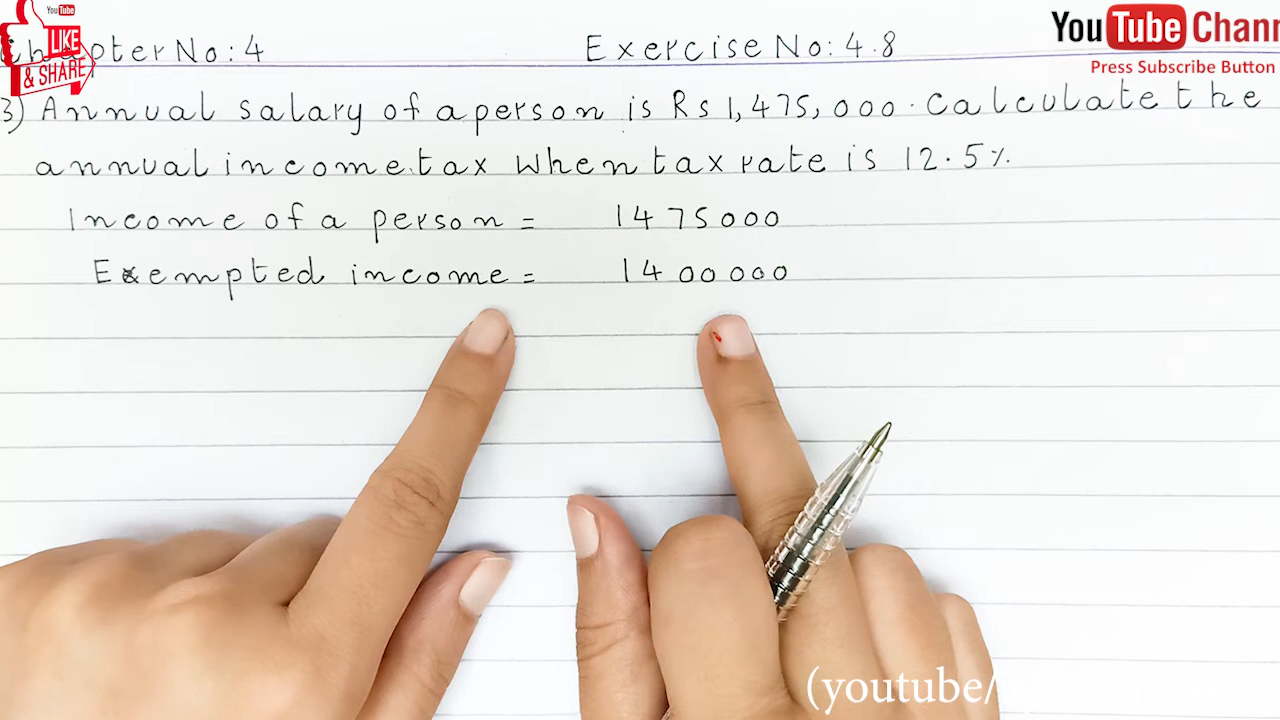 YouTube
LIKE
& SHARE
Chapter No: 4
Exercise No: 4.8
YouTube Chann
Press Subscribe Button
3) Annual salary of a person is Rs 1,475,000. Calculate the
annual income tax when tax rate is 12.5%.
Income of a person = 1475000
Exempted income = 1400000
(youtube/